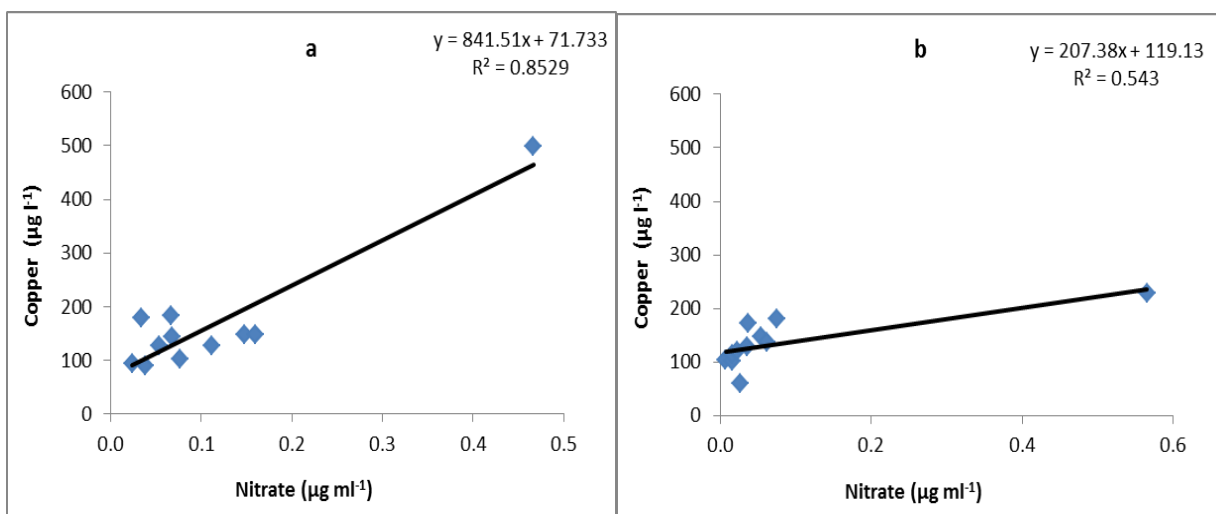 a
y = 841.51x + 71.733
R² = 0.8529
600
500
400
300
200
100
0
Copper (µg l⁻¹)
0.0 0.1 0.2 0.3 0.4 0.5
Nitrate (µg ml⁻¹)
b
y = 207.38x + 119.13
R² = 0.543
600
500
400
300
200
100
0
Copper (µg l⁻¹)
0.0 0.2 0.4 0.6
Nitrate (µg ml⁻¹)